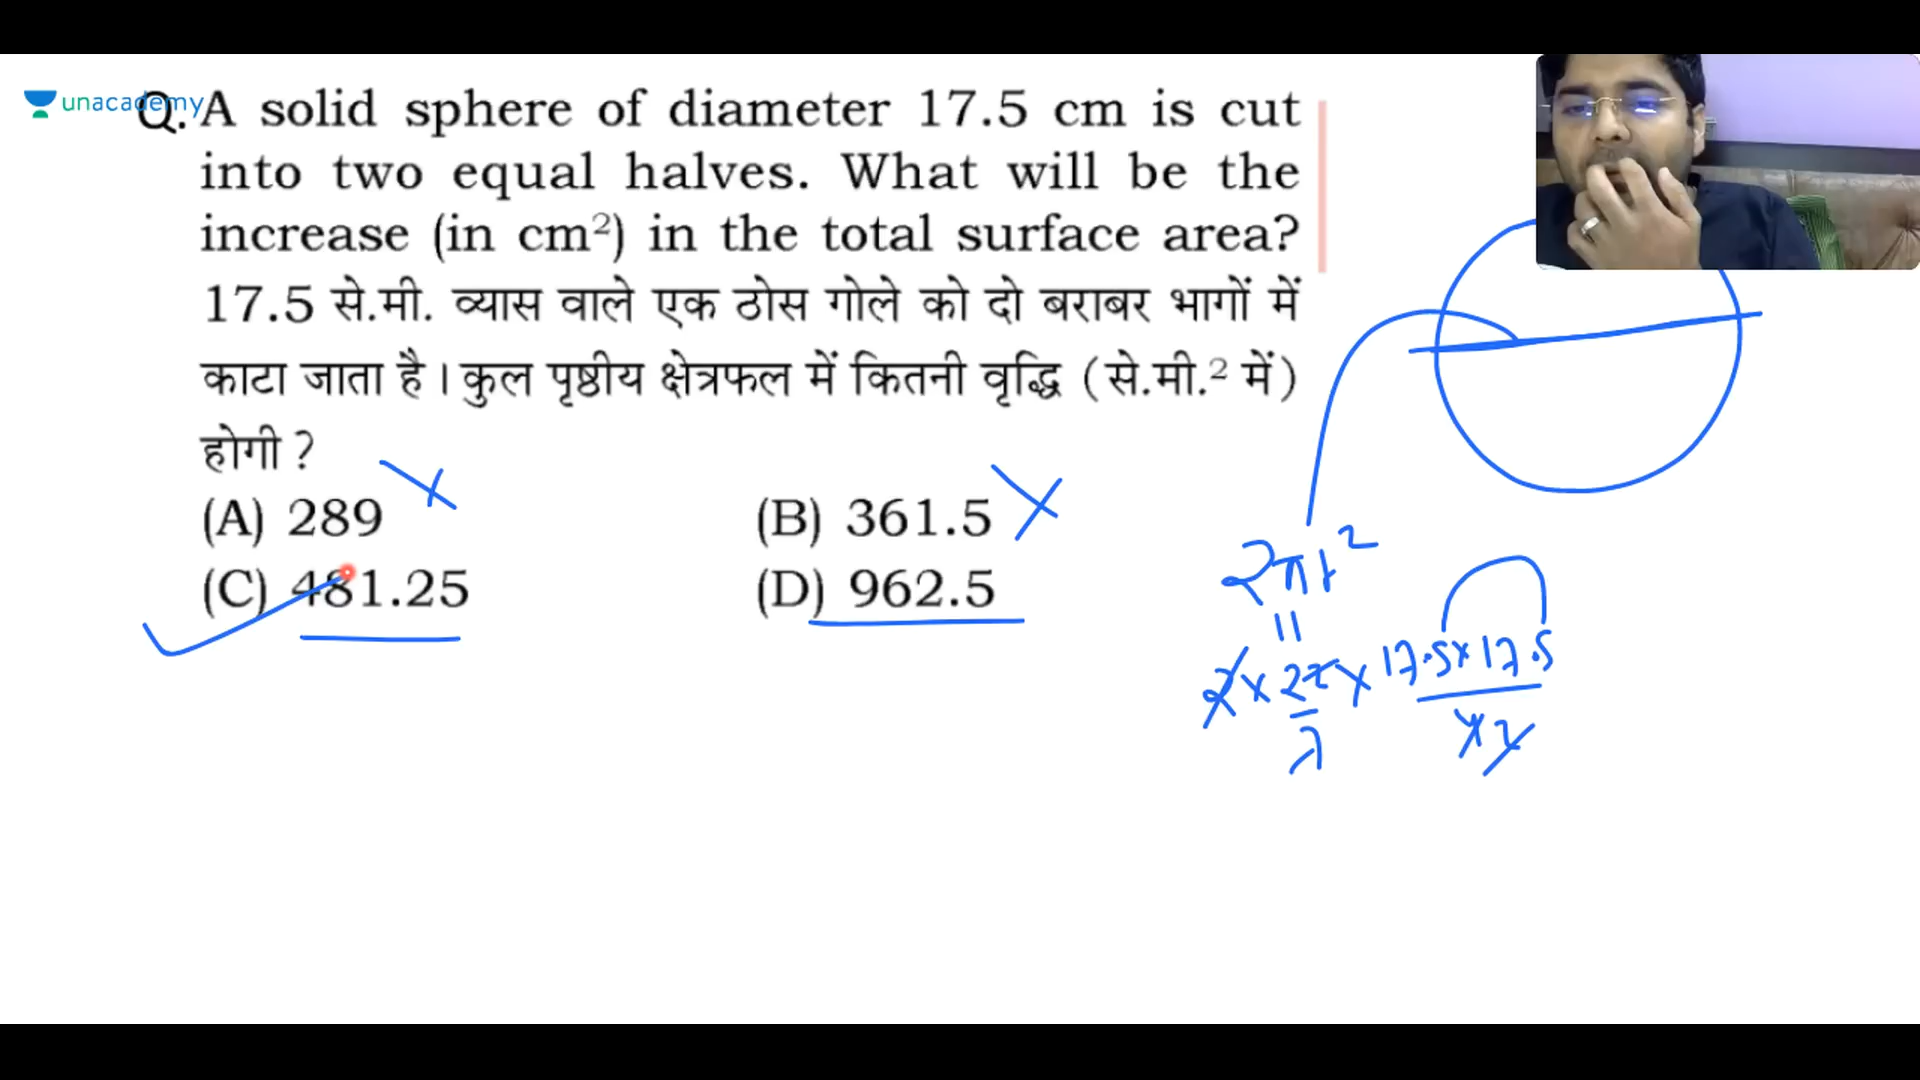 unacademy
Q. A solid sphere of diameter 17.5 cm is cut
into two equal halves. What will be the
increase (in cm²) in the total surface area?
17.5 से.मी. व्यास वाले एक ठोस गोले को दो बराबर भागों में
काटा जाता है। कुल पृष्ठीय क्षेत्रफल में कितनी वृद्धि (से.मी.² में)
होगी ?
(A) 289
(B) 361.5
(C) 481.25
(D) 962.5
2πr²
=
2 × 22/7 × 17.5 × 17.5